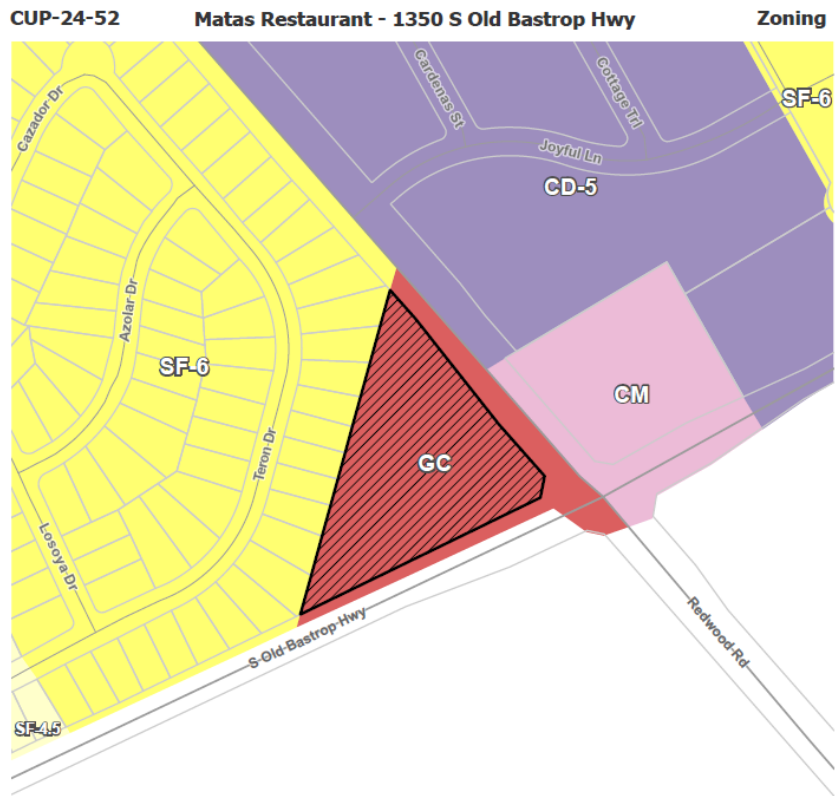 CUP-24-52 Matas Restaurant - 1350 S Old Bastrop Hwy Zoning
Cazador Dr
Cardenas St
Cottage Trl
SF-6
Joyful Ln
CD-5
Azolar Dr
SF-6
CM
Teron Dr
GC
Losoya Dr
S Old Bastrop Hwy
Redwood Rd
SF-4.5